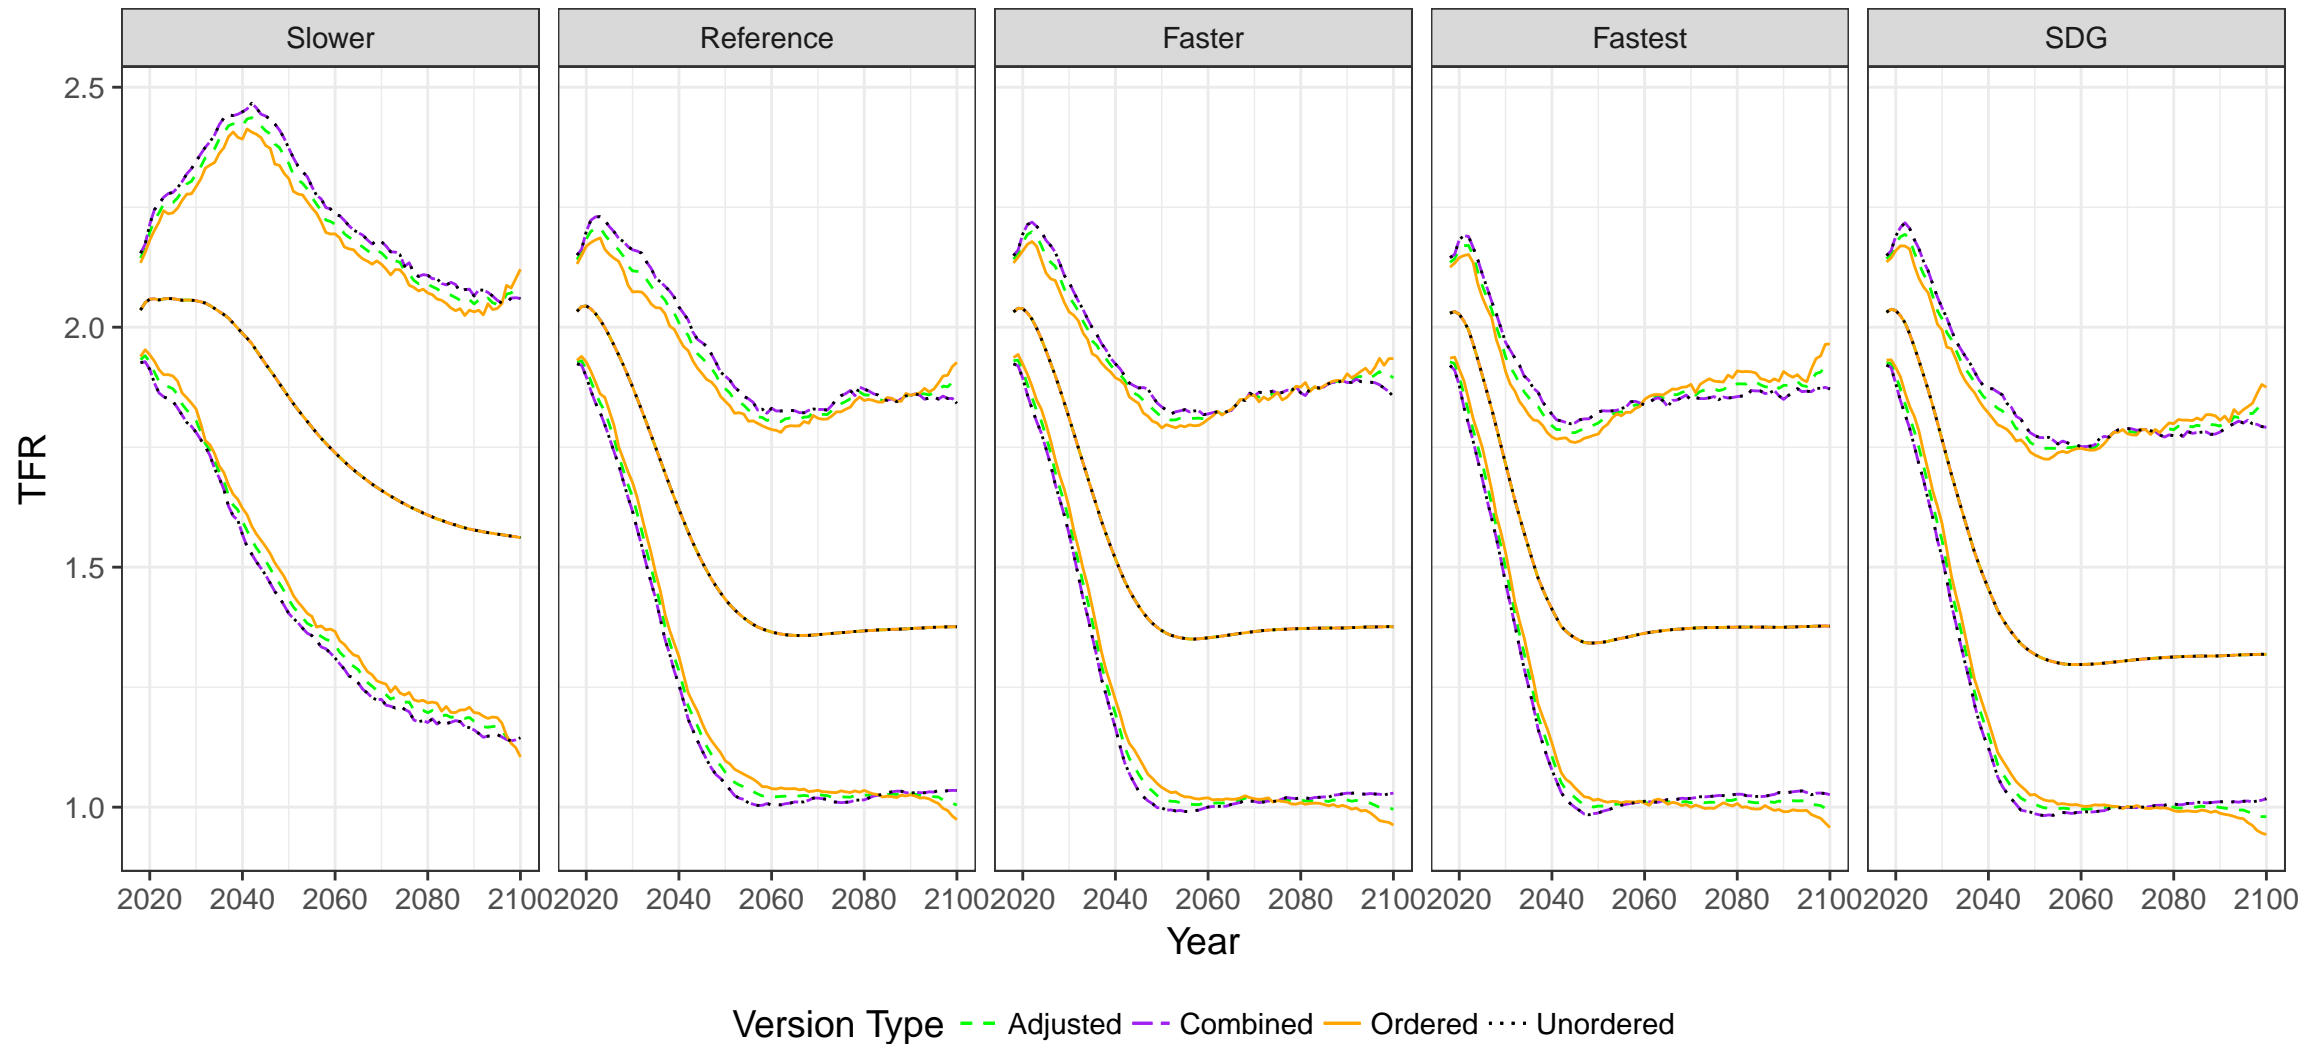 Slower Reference Faster Fastest SDG
2.5
2.0
1.5
1.0
TFR
2020 2040 2060 2080 2100 2020 2040 2060 2080 2100 2020 2040 2060 2080 2100 2020 2040 2060 2080 2100 2020 2040 2060 2080 2100
Year
Version Type Adjusted Combined Ordered Unordered